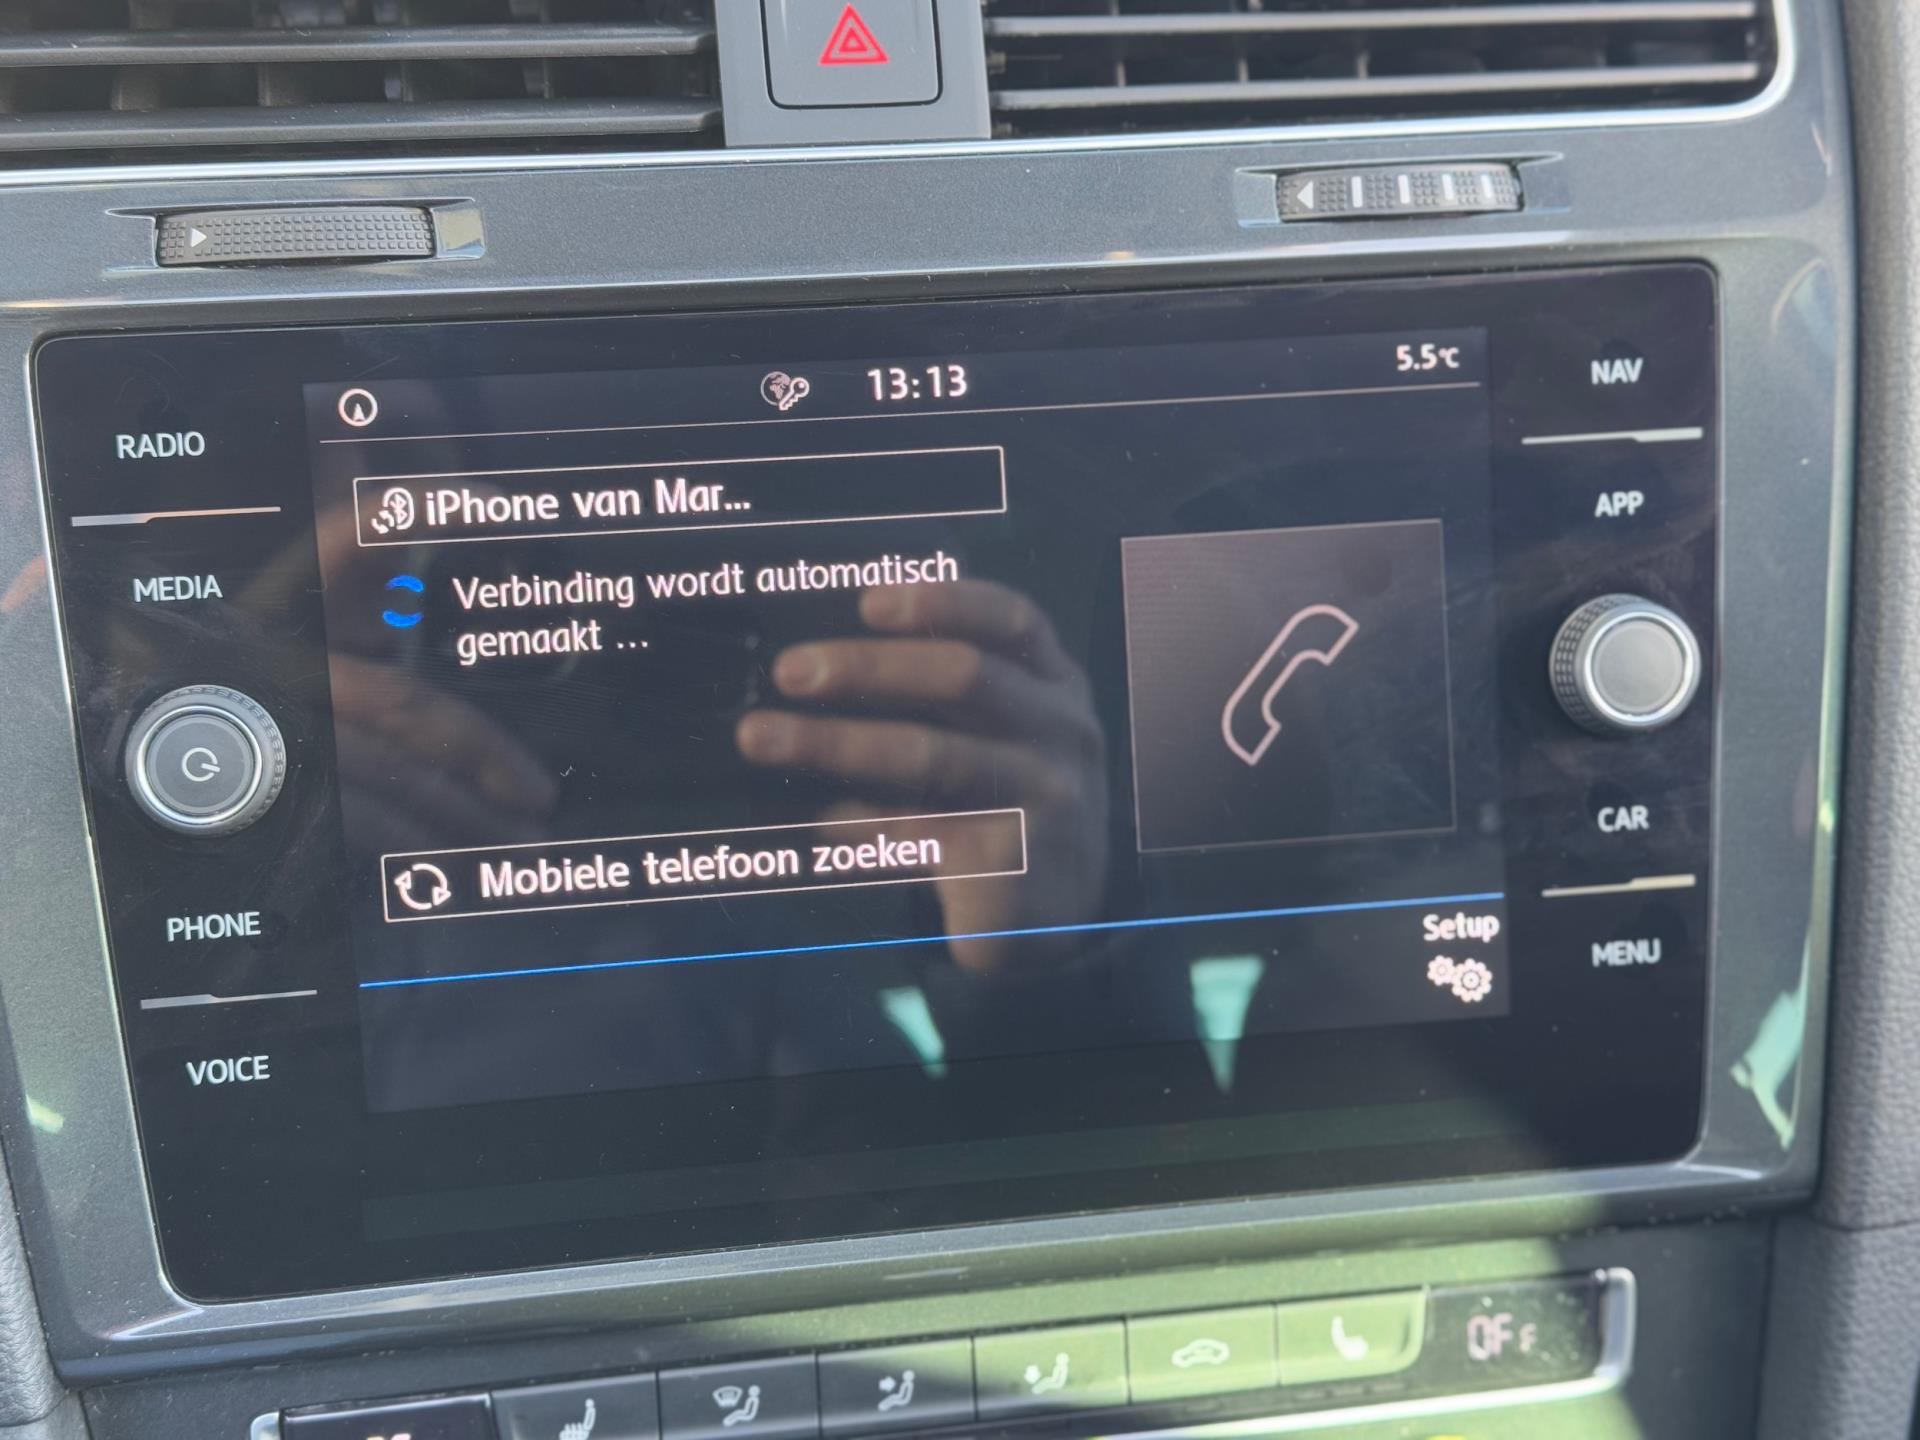 13:13
5.5°C
RADIO
MEDIA
PHONE
VOICE
iPhone van Mar...
Verbinding wordt automatisch
gemaakt ...
Mobiele telefoon zoeken
Setup
NAV
APP
CAR
MENU
OFF